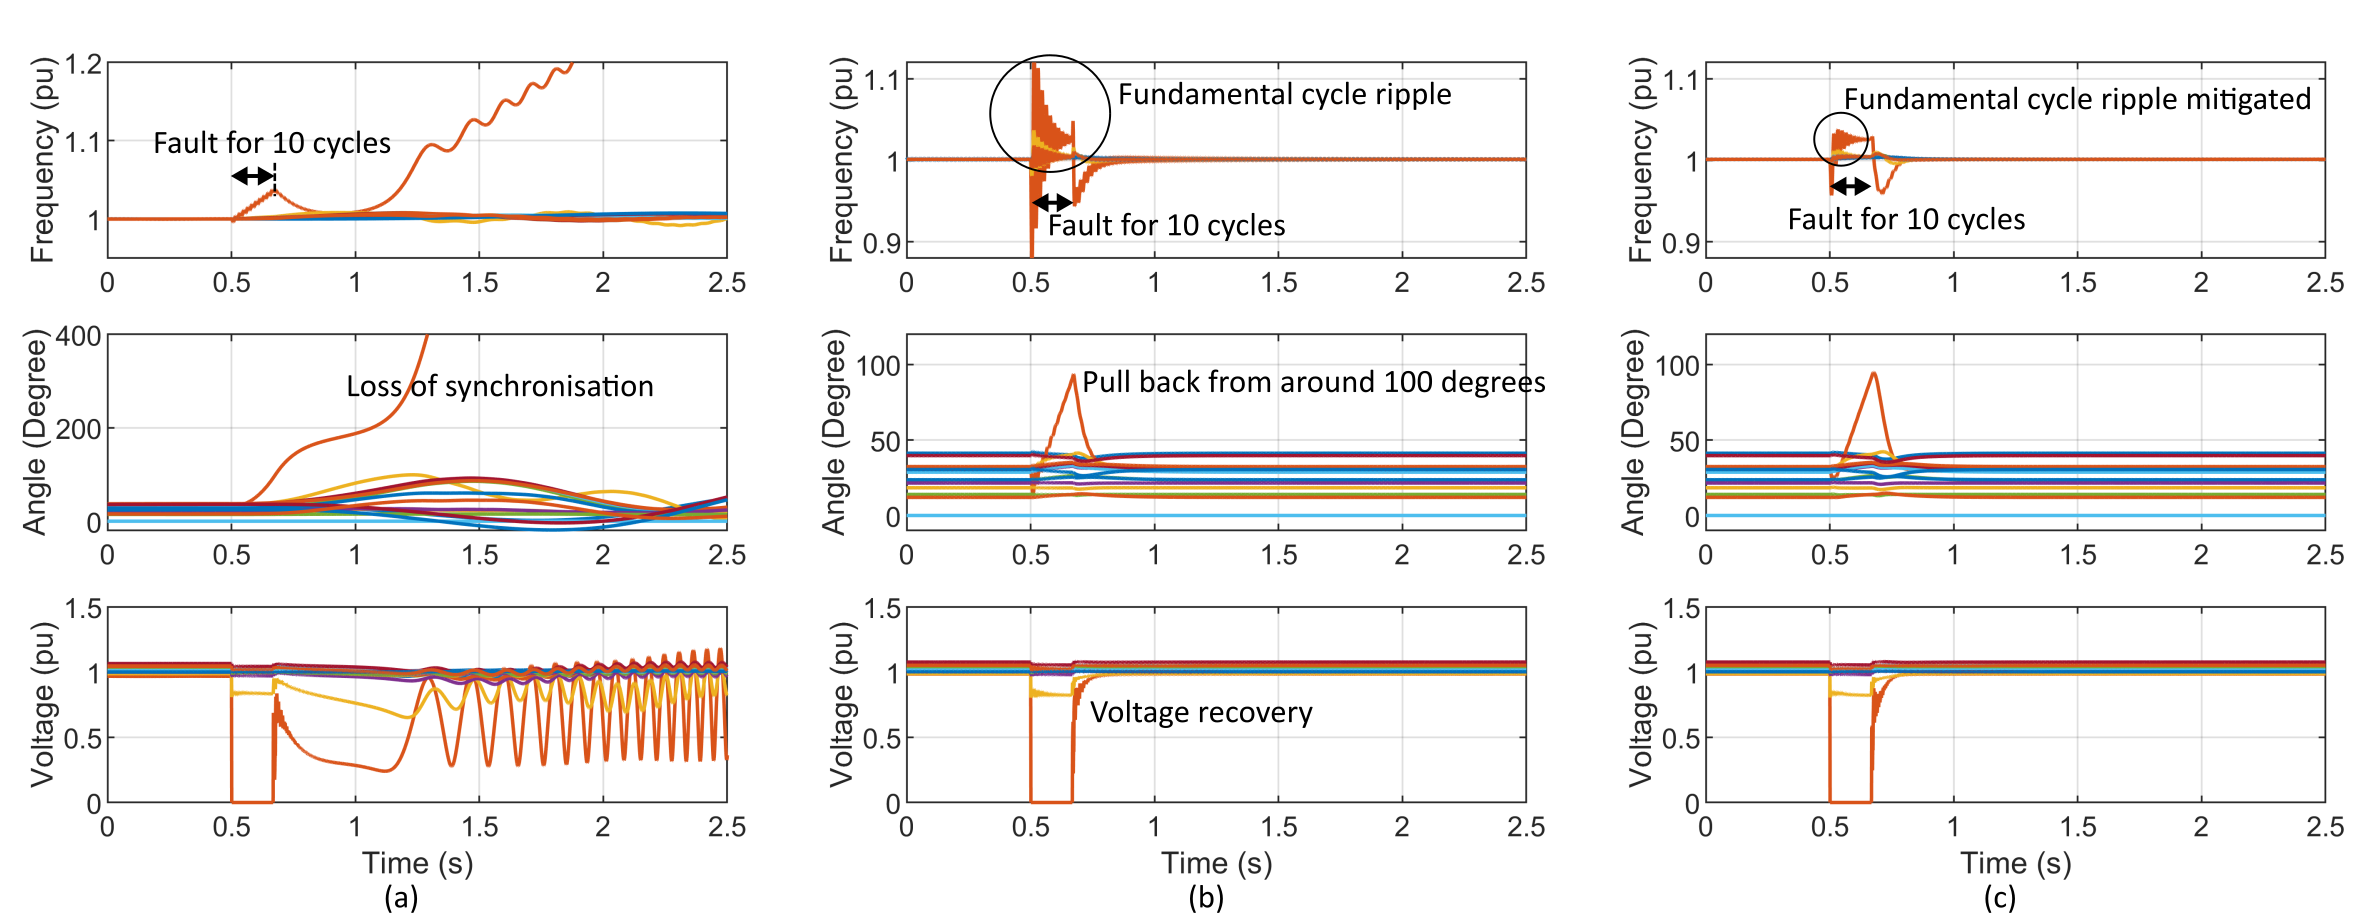 1.2
1.1
1
Frequency (pu)
Fault for 10 cycles
0 0.5 1 1.5 2 2.5
400
200
0
Angle (Degree)
Loss of synchronisation
0 0.5 1 1.5 2 2.5
1.5
1
0.5
0
Voltage (pu)
0 0.5 1 1.5 2 2.5
Time (s)
(a)
1.1
1
0.9
Frequency (pu)
Fundamental cycle ripple
Fault for 10 cycles
0 0.5 1 1.5 2 2.5
100
50
0
Angle (Degree)
Pull back from around 100 degrees
0 0.5 1 1.5 2 2.5
1.5
1
0.5
0
Voltage (pu)
Voltage recovery
0 0.5 1 1.5 2 2.5
Time (s)
(b)
1.1
1
0.9
Frequency (pu)
Fundamental cycle ripple mitigated
Fault for 10 cycles
0 0.5 1 1.5 2 2.5
100
50
0
Angle (Degree)
0 0.5 1 1.5 2 2.5
1.5
1
0.5
0
Voltage (pu)
0 0.5 1 1.5 2 2.5
Time (s)
(c)